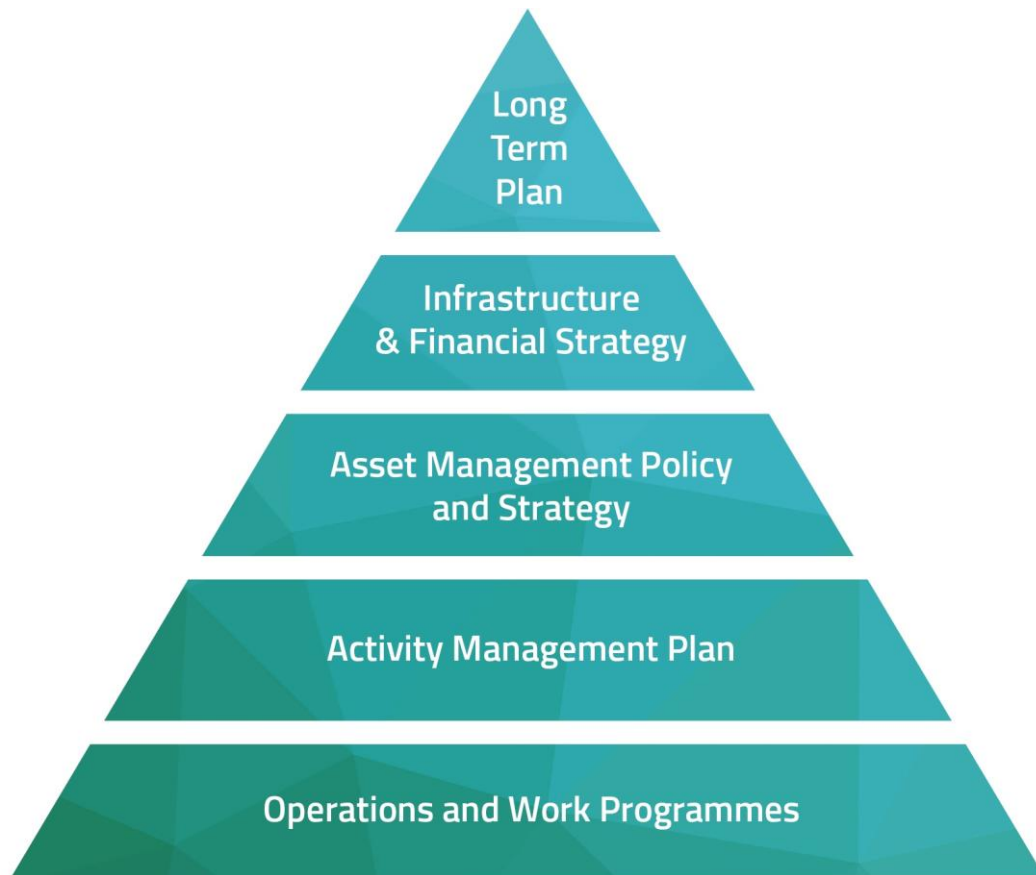 Long
Term
Plan
Infrastructure
& Financial Strategy
Asset Management Policy
and Strategy
Activity Management Plan
Operations and Work Programmes